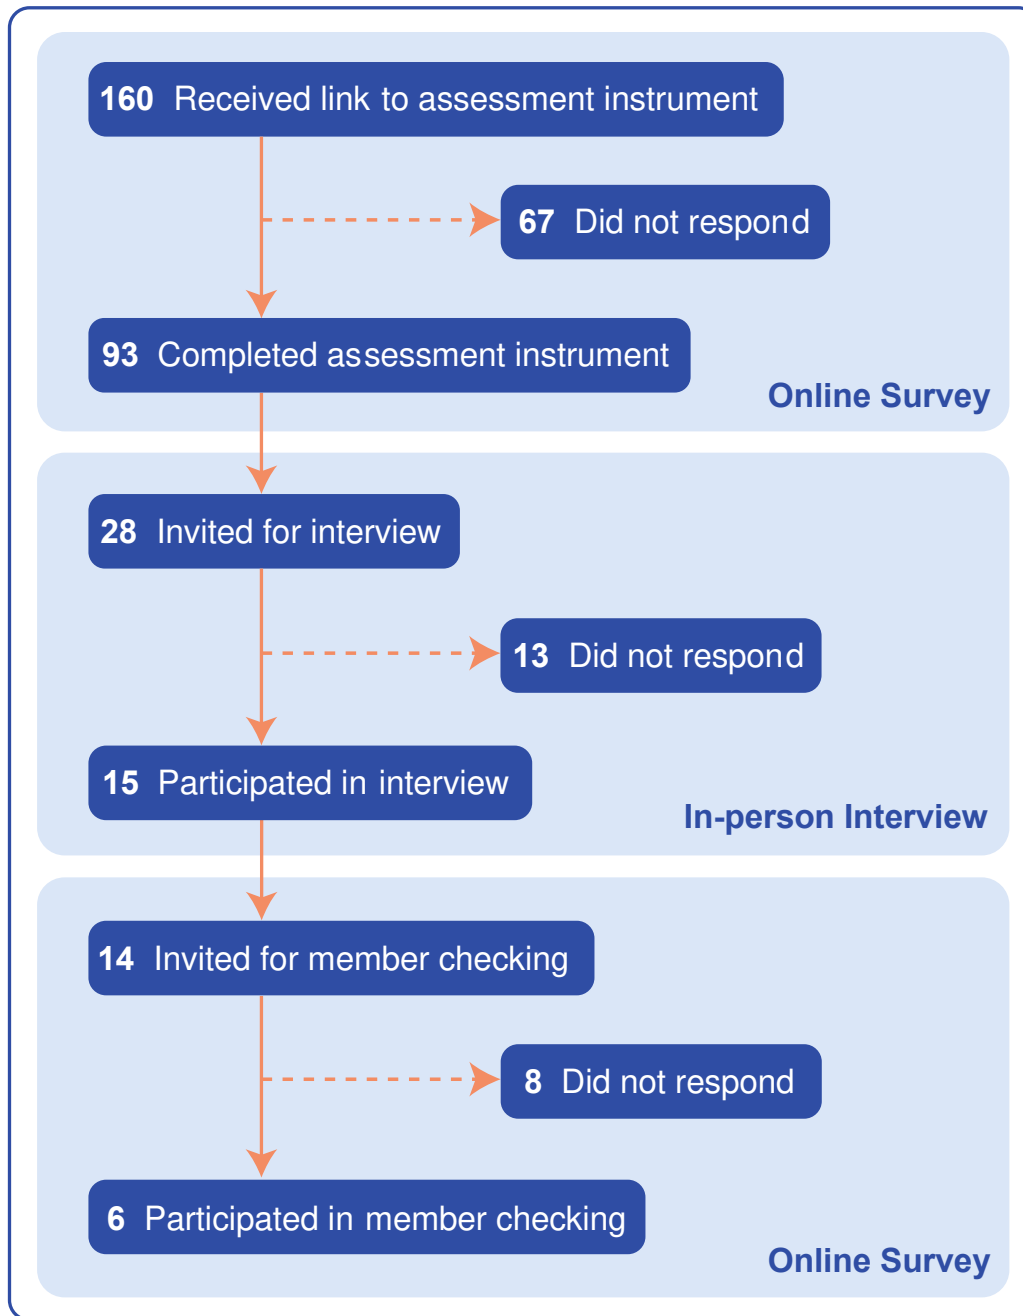 160 Received link to assessment instrument
67 Did not respond
93 Completed assessment instrument
Online Survey
28 Invited for interview
13 Did not respond
15 Participated in interview
In-person Interview
14 Invited for member checking
8 Did not respond
6 Participated in member checking
Online Survey